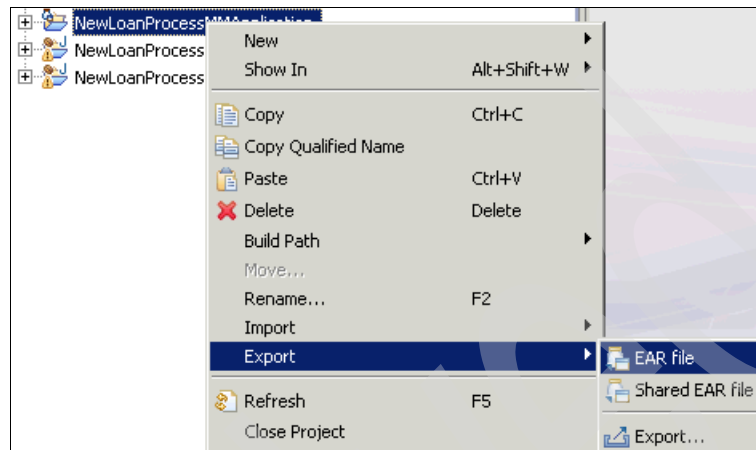 NewLoanProcessMMApplication
NewLoanProcess
NewLoanProcess
New
Show In Alt+Shift+W
Copy Ctrl+C
Copy Qualified Name
Paste Ctrl+V
Delete Delete
Build Path
Move...
Rename... F2
Import
Export
EAR file
Shared EAR file
Export...
Refresh F5
Close Project